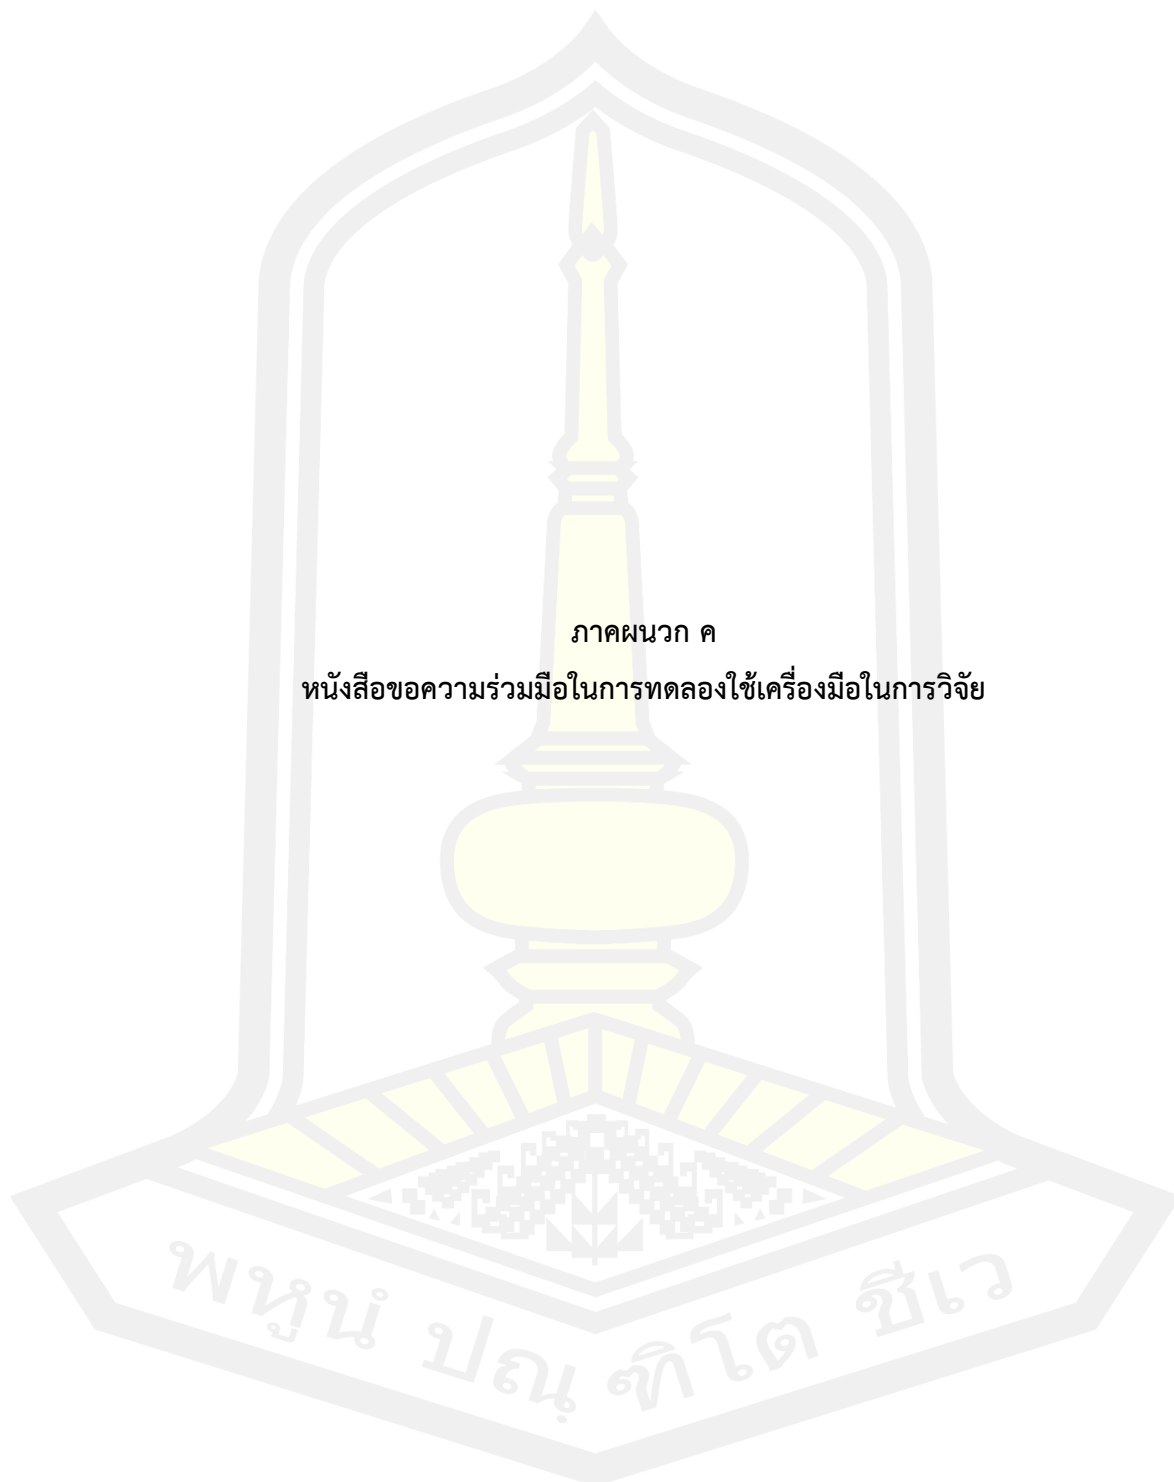 ภาคผนวก ค
หนังสือขอความร่วมมือในการทดลองใช้เครื่องมือในการวิจัย
พหูนํ ปณฺฑิโต ชีเว